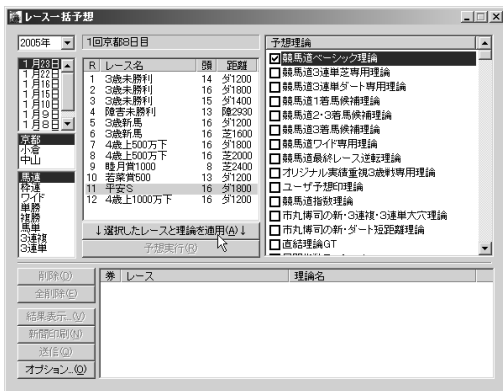 レース一括予想
2005年
1回京都8日目
1月23日
1月22日
1月16日
1月15日
1月10日
1月9日
1月8日
京都
小倉
中山
馬連
枠連
ワイド
単勝
複勝
馬単
3連複
3連単
R レース名 頭 距離
1 3歳未勝利 14 ダ1200
2 3歳未勝利 16 ダ1800
3 3歳未勝利 15 ダ1400
4 障害未勝利 13 障2930
5 3歳新馬 16 ダ1200
6 3歳新馬 16 芝1600
7 4歳上500万下 16 ダ1800
8 4歳上500万下 16 芝2000
9 睦月賞1000 8 芝2400
10 若菜賞500 13 ダ1200
11 平安S 16 ダ1800
12 4歳上1000万下 16 ダ1200
↓選択したレースと理論を適用(A)↓
予想実行(R)
予想理論
競馬道ベーシック理論
競馬道3連単芝専用理論
競馬道3連単ダート専用理論
競馬道1着馬候補理論
競馬道2・3着馬候補理論
競馬道3着馬候補理論
競馬道ワイド専用理論
競馬道最終レース逆転理論
オリジナル実績重視3歳戦専用理論
ユーザ予想印理論
競馬道指数理論
市丸博司の新・3連複・3連単大穴理論
市丸博司の新・ダート短距離理論
直結理論GT
削除(D)
全削除(E)
結果表示...(V)
新聞印刷(N)
送信(O)
オプション...(O)
券 レース 理論名